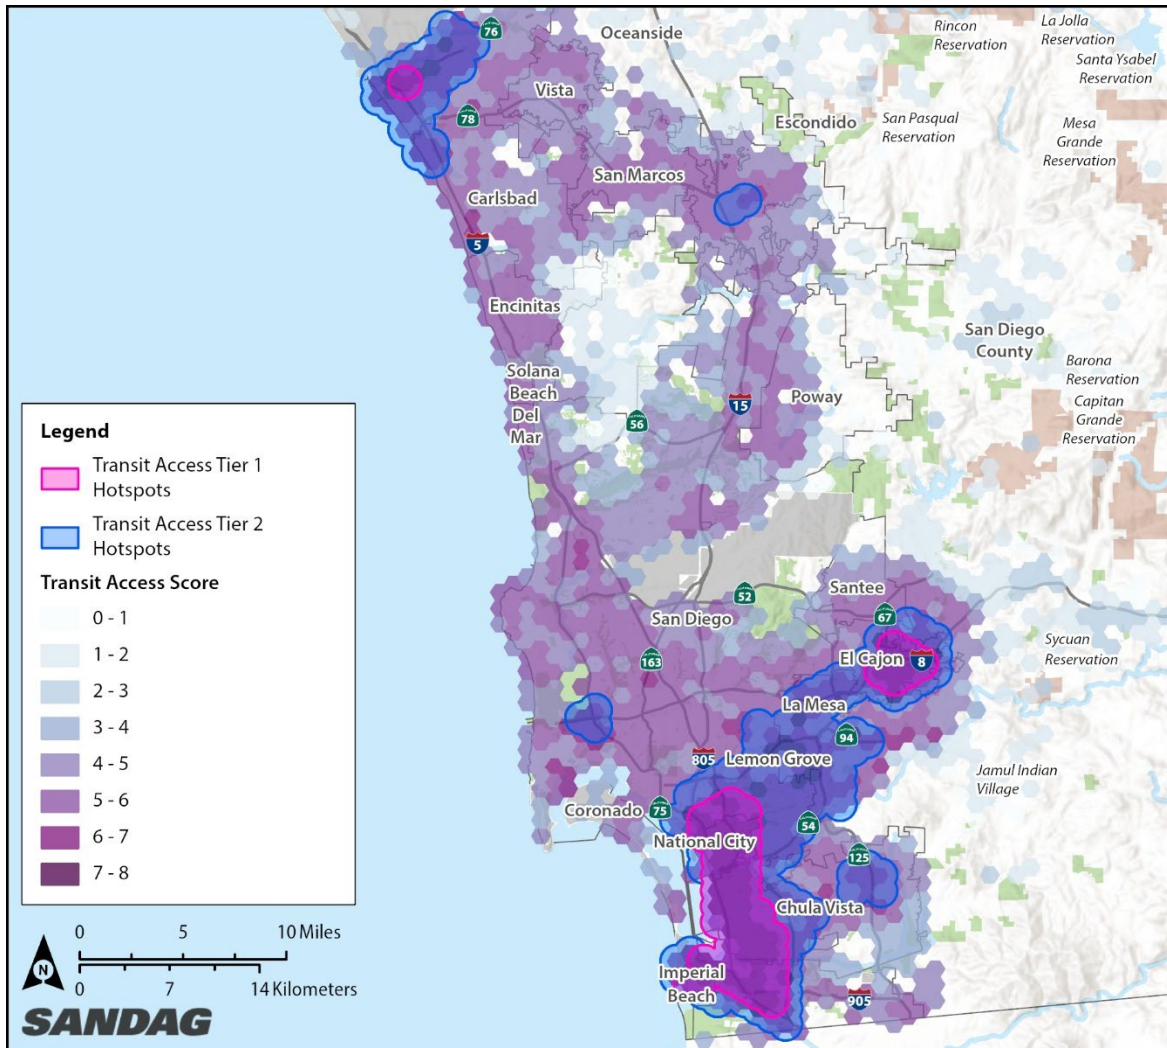 76
Oceanside
Rincon
Reservation
La Jolla
Reservation
Santa Ysabel
Reservation
Vista
78
Escondido
San Pasqual
Reservation
Mesa
Grande
Reservation
San Marcos
Carlsbad
5
Encinitas
San Diego
County
Solana
Beach
Del
Mar
Barona
Reservation
Capitan
Grande
Reservation
15
Poway
56
Legend
Transit Access Tier 1
Hotspots
Transit Access Tier 2
Hotspots
Transit Access Score
0 - 1
1 - 2
2 - 3
3 - 4
4 - 5
5 - 6
6 - 7
7 - 8
52
Santee
San Diego
67
163
El Cajon
8
Sycuan
Reservation
La Mesa
94
805
Lemon Grove
Jamul Indian
Village
Coronado
75
54
National City
125
Chula Vista
Imperial
Beach
905
0 5 10 Miles
N
0 7 14 Kilometers
SANDAG